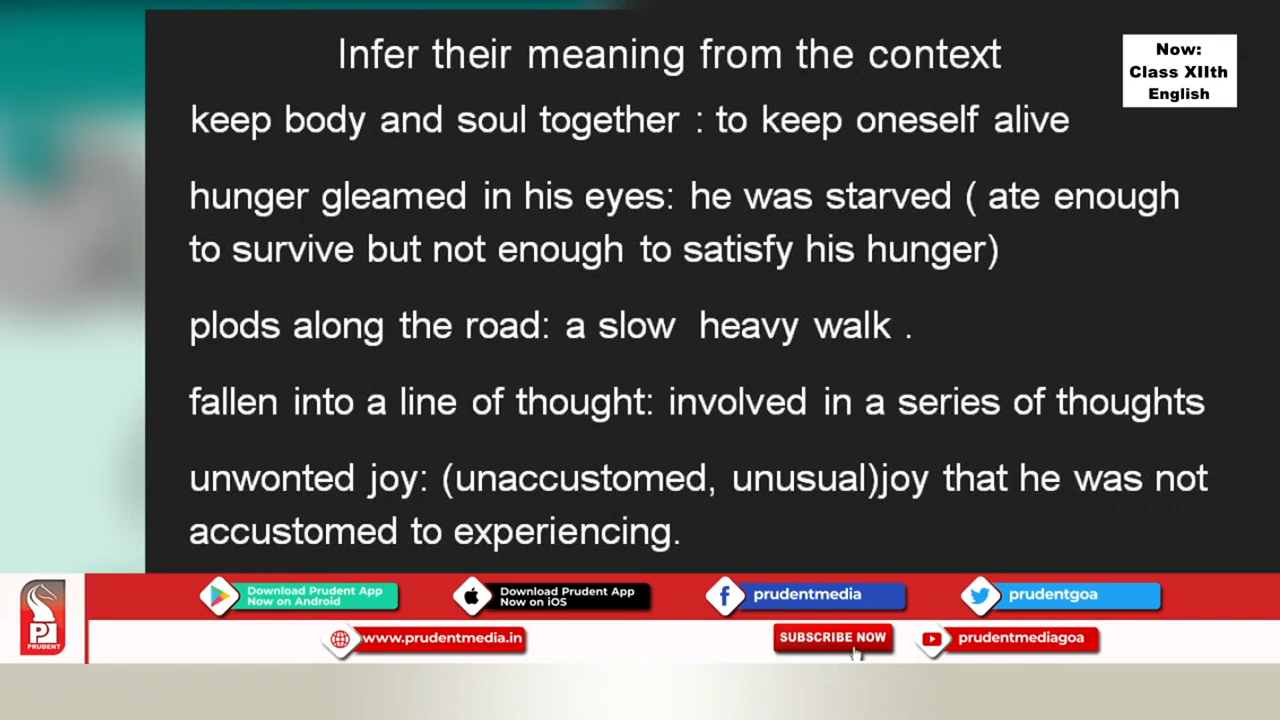 Infer their meaning from the context
Now:
Class XIIth
English
keep body and soul together : to keep oneself alive
hunger gleamed in his eyes: he was starved ( ate enough
to survive but not enough to satisfy his hunger)
plods along the road: a slow heavy walk .
fallen into a line of thought: involved in a series of thoughts
unwonted joy: (unaccustomed, unusual)joy that he was not
accustomed to experiencing.
Download Prudent App
Now on Android
Download Prudent App
Now on iOS
prudentmedia
prudentgoa
PRUDENT
www.prudentmedia.in
SUBSCRIBE NOW
prudentmediagoa